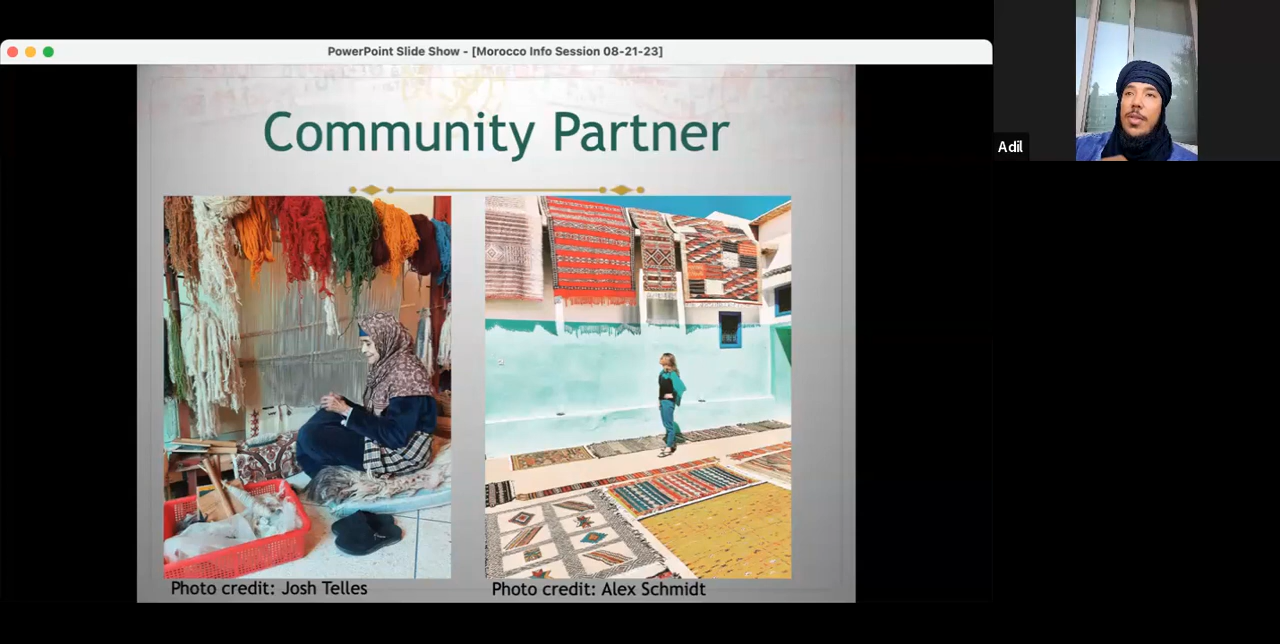 PowerPoint Slide Show - [Morocco Info Session 08-21-23]
Community Partner
Photo credit: Josh Telles
Photo credit: Alex Schmidt
Adil